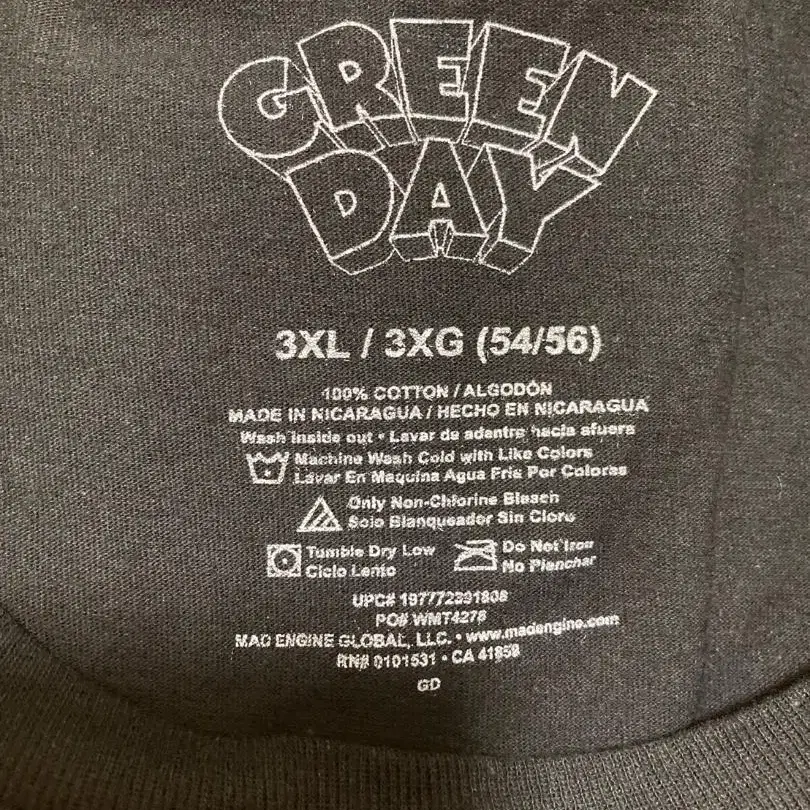 GREEN
DAY
3XL / 3XG (54/56)
100% COTTON / ALGODÓN
MADE IN NICARAGUA / HECHO EN NICARAGUA
Wash inside out • Lavar de adentro hacia afuera
Machine Wash Cold with Like Colors
Lavar En Maquina Agua Fria Por Coloras
Only Non-Chlorine Bleach
Solo Blanqueador Sin Cloro
Tumble Dry Low
Ciclo Lento
Do Not Iron
No Planchar
UPC# 197772391808
PO# WMT4278
MAD ENGINE GLOBAL, LLC. • www.madengine.com
RN# 0101531 • CA 41858
GD